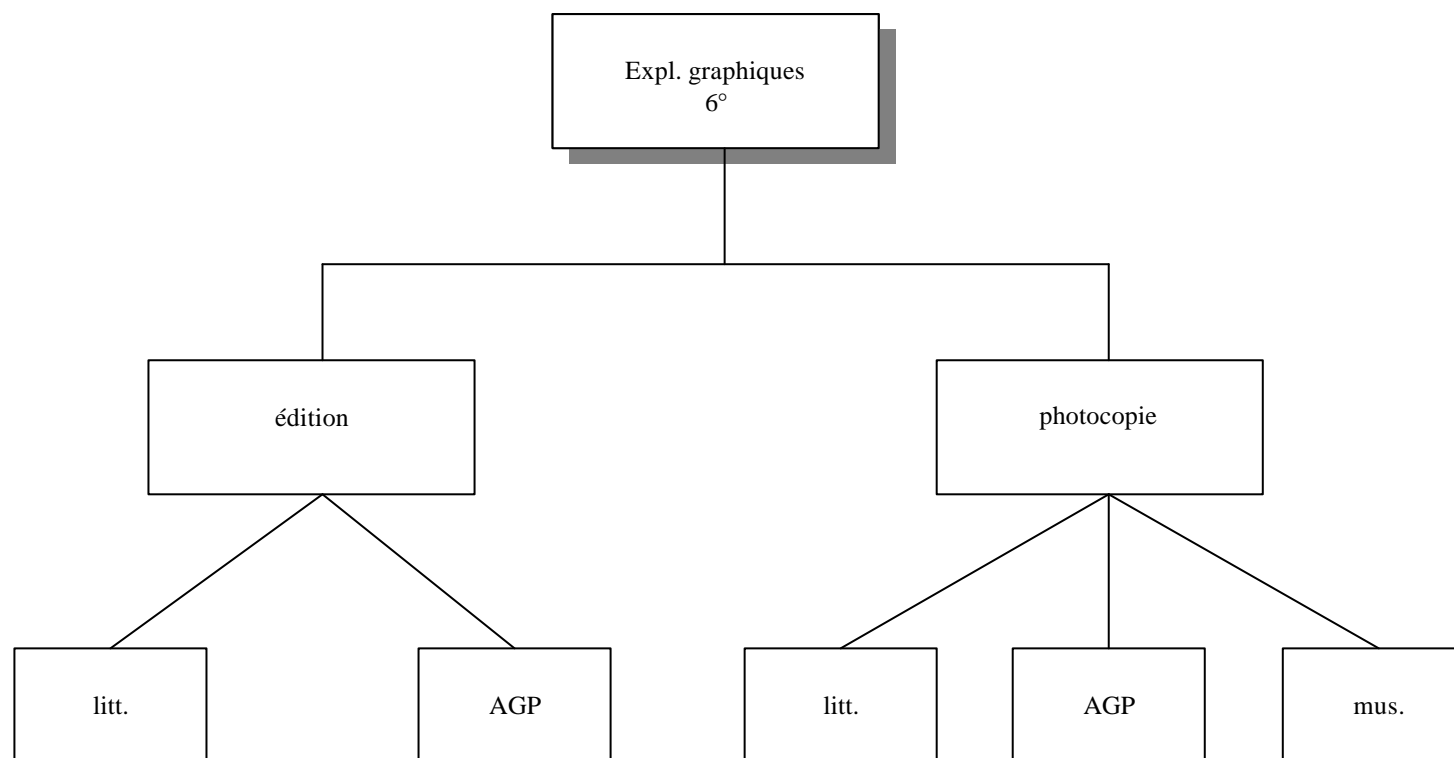 Expl. graphiques
6°
édition
photocopie
litt.
AGP
litt.
AGP
mus.